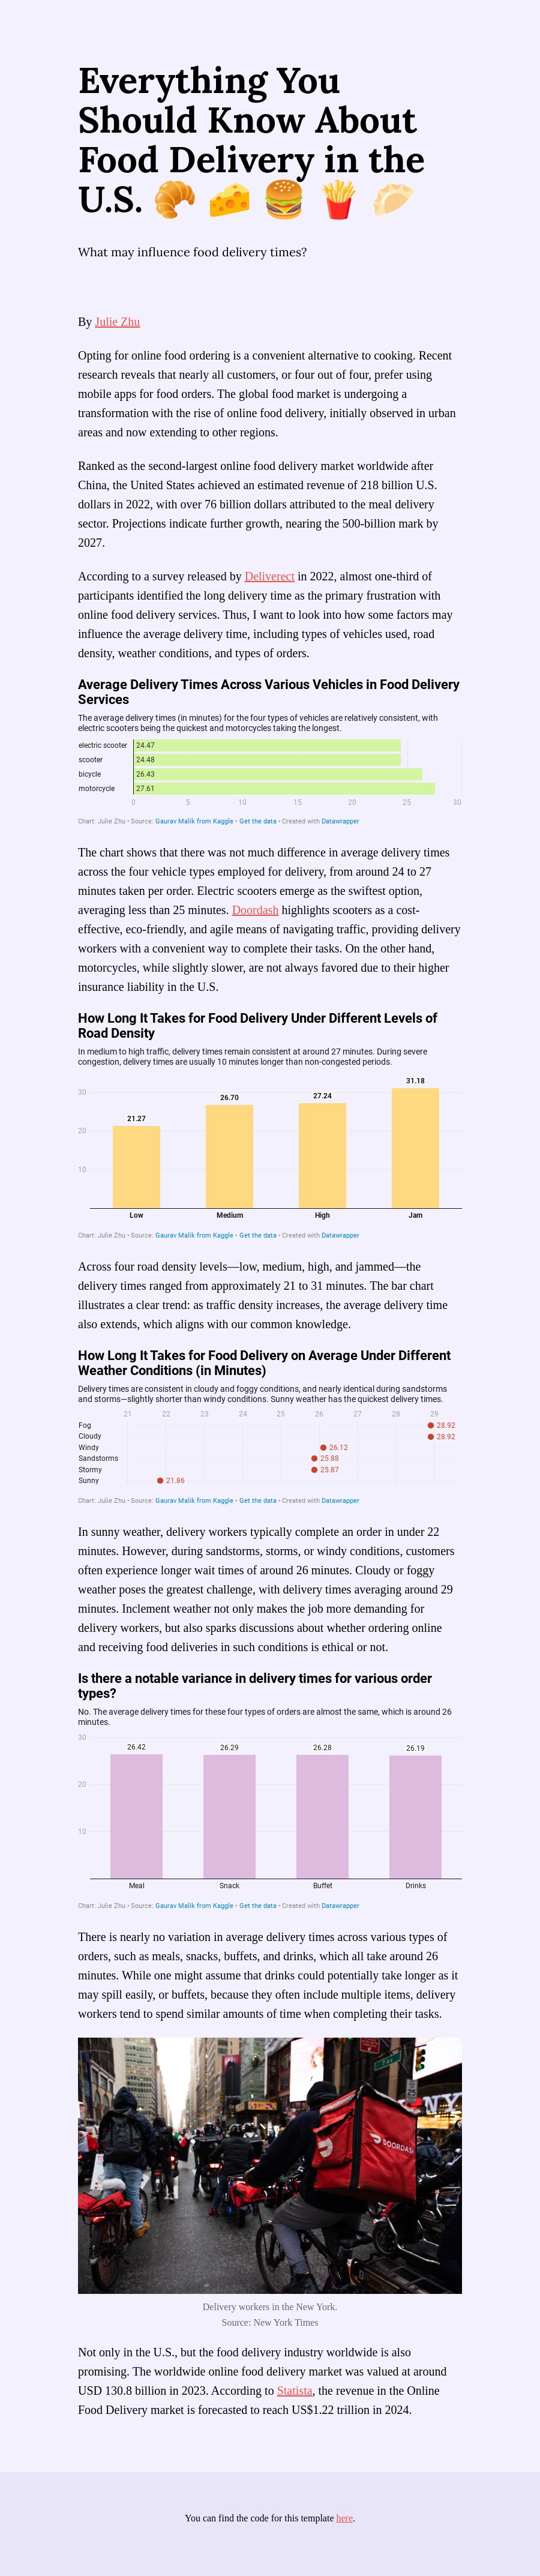 Everything You
Should Know About
Food Delivery in the
U.S. 🥐 🧀 🍔 🍟 🥟
What may influence food delivery times?
By Julie Zhu
Opting for online food ordering is a convenient alternative to cooking. Recent
research reveals that nearly all customers, or four out of four, prefer using
mobile apps for food orders. The global food market is undergoing a
transformation with the rise of online food delivery, initially observed in urban
areas and now extending to other regions.
Ranked as the second-largest online food delivery market worldwide after
China, the United States achieved an estimated revenue of 218 billion U.S.
dollars in 2022, with over 76 billion dollars attributed to the meal delivery
sector. Projections indicate further growth, nearing the 500-billion mark by
2027.
According to a survey released by Deliverect in 2022, almost one-third of
participants identified the long delivery time as the primary frustration with
online food delivery services. Thus, I want to look into how some factors may
influence the average delivery time, including types of vehicles used, road
density, weather conditions, and types of orders.
Average Delivery Times Across Various Vehicles in Food Delivery
Services
The average delivery times (in minutes) for the four types of vehicles are relatively consistent, with
electric scooters being the quickest and motorcycles taking the longest.
electric scooter 24.47
scooter 24.48
bicycle 26.43
motorcycle 27.61
0 5 10 15 20 25 30
Chart: Julie Zhu • Source: Gaurav Malik from Kaggle • Get the data • Created with Datawrapper
The chart shows that there was not much difference in average delivery times
across the four vehicle types employed for delivery, from around 24 to 27
minutes taken per order. Electric scooters emerge as the swiftest option,
averaging less than 25 minutes. Doordash highlights scooters as a cost-
effective, eco-friendly, and agile means of navigating traffic, providing delivery
workers with a convenient way to complete their tasks. On the other hand,
motorcycles, while slightly slower, are not always favored due to their higher
insurance liability in the U.S.
How Long It Takes for Food Delivery Under Different Levels of
Road Density
In medium to high traffic, delivery times remain consistent at around 27 minutes. During severe
congestion, delivery times are usually 10 minutes longer than non-congested periods.
30
20
10
21.27 26.70 27.24 31.18
Low Medium High Jam
Chart: Julie Zhu • Source: Gaurav Malik from Kaggle • Get the data • Created with Datawrapper
Across four road density levels—low, medium, high, and jammed—the
delivery times ranged from approximately 21 to 31 minutes. The bar chart
illustrates a clear trend: as traffic density increases, the average delivery time
also extends, which aligns with our common knowledge.
How Long It Takes for Food Delivery on Average Under Different
Weather Conditions (in Minutes)
Delivery times are consistent in cloudy and foggy conditions, and nearly identical during sandstorms
and storms—slightly shorter than windy conditions. Sunny weather has the quickest delivery times.
21 22 23 24 25 26 27 28 29
Fog 28.92
Cloudy 28.92
Windy 26.12
Sandstorms 25.88
Stormy 25.87
Sunny 21.86
Chart: Julie Zhu • Source: Gaurav Malik from Kaggle • Get the data • Created with Datawrapper
In sunny weather, delivery workers typically complete an order in under 22
minutes. However, during sandstorms, storms, or windy conditions, customers
often experience longer wait times of around 26 minutes. Cloudy or foggy
weather poses the greatest challenge, with delivery times averaging around 29
minutes. Inclement weather not only makes the job more demanding for
delivery workers, but also sparks discussions about whether ordering online
and receiving food deliveries in such conditions is ethical or not.
Is there a notable variance in delivery times for various order
types?
No. The average delivery times for these four types of orders are almost the same, which is around 26
minutes.
30
20
10
26.42 26.29 26.28 26.19
Meal Snack Buffet Drinks
Chart: Julie Zhu • Source: Gaurav Malik from Kaggle • Get the data • Created with Datawrapper
There is nearly no variation in average delivery times across various types of
orders, such as meals, snacks, buffets, and drinks, which all take around 26
minutes. While one might assume that drinks could potentially take longer as it
may spill easily, or buffets, because they often include multiple items, delivery
workers tend to spend similar amounts of time when completing their tasks.
DOORDASH
Delivery workers in the New York.
Source: New York Times
Not only in the U.S., but the food delivery industry worldwide is also
promising. The worldwide online food delivery market was valued at around
USD 130.8 billion in 2023. According to Statista, the revenue in the Online
Food Delivery market is forecasted to reach US$1.22 trillion in 2024.
You can find the code for this template here.